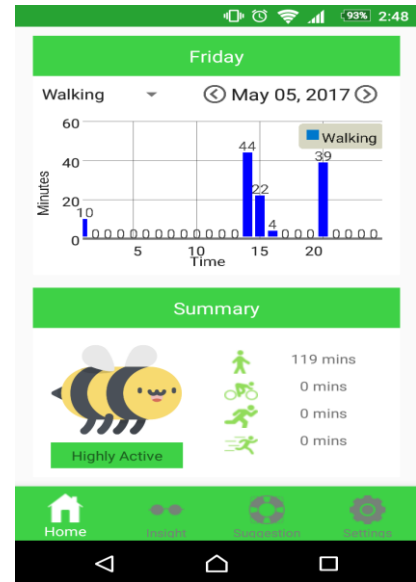 93% 2:48
Friday
Walking May 05, 2017
Walking
60
44
40 39
Minutes
22
20
10 4
0 0 0 0 0 0 0 0 0 0 0 0 0 0 0 0 0 0 0 0
5 10 15 20
Time
Summary
119 mins
0 mins
0 mins
0 mins
Highly Active
Home Insight Suggestion Settings